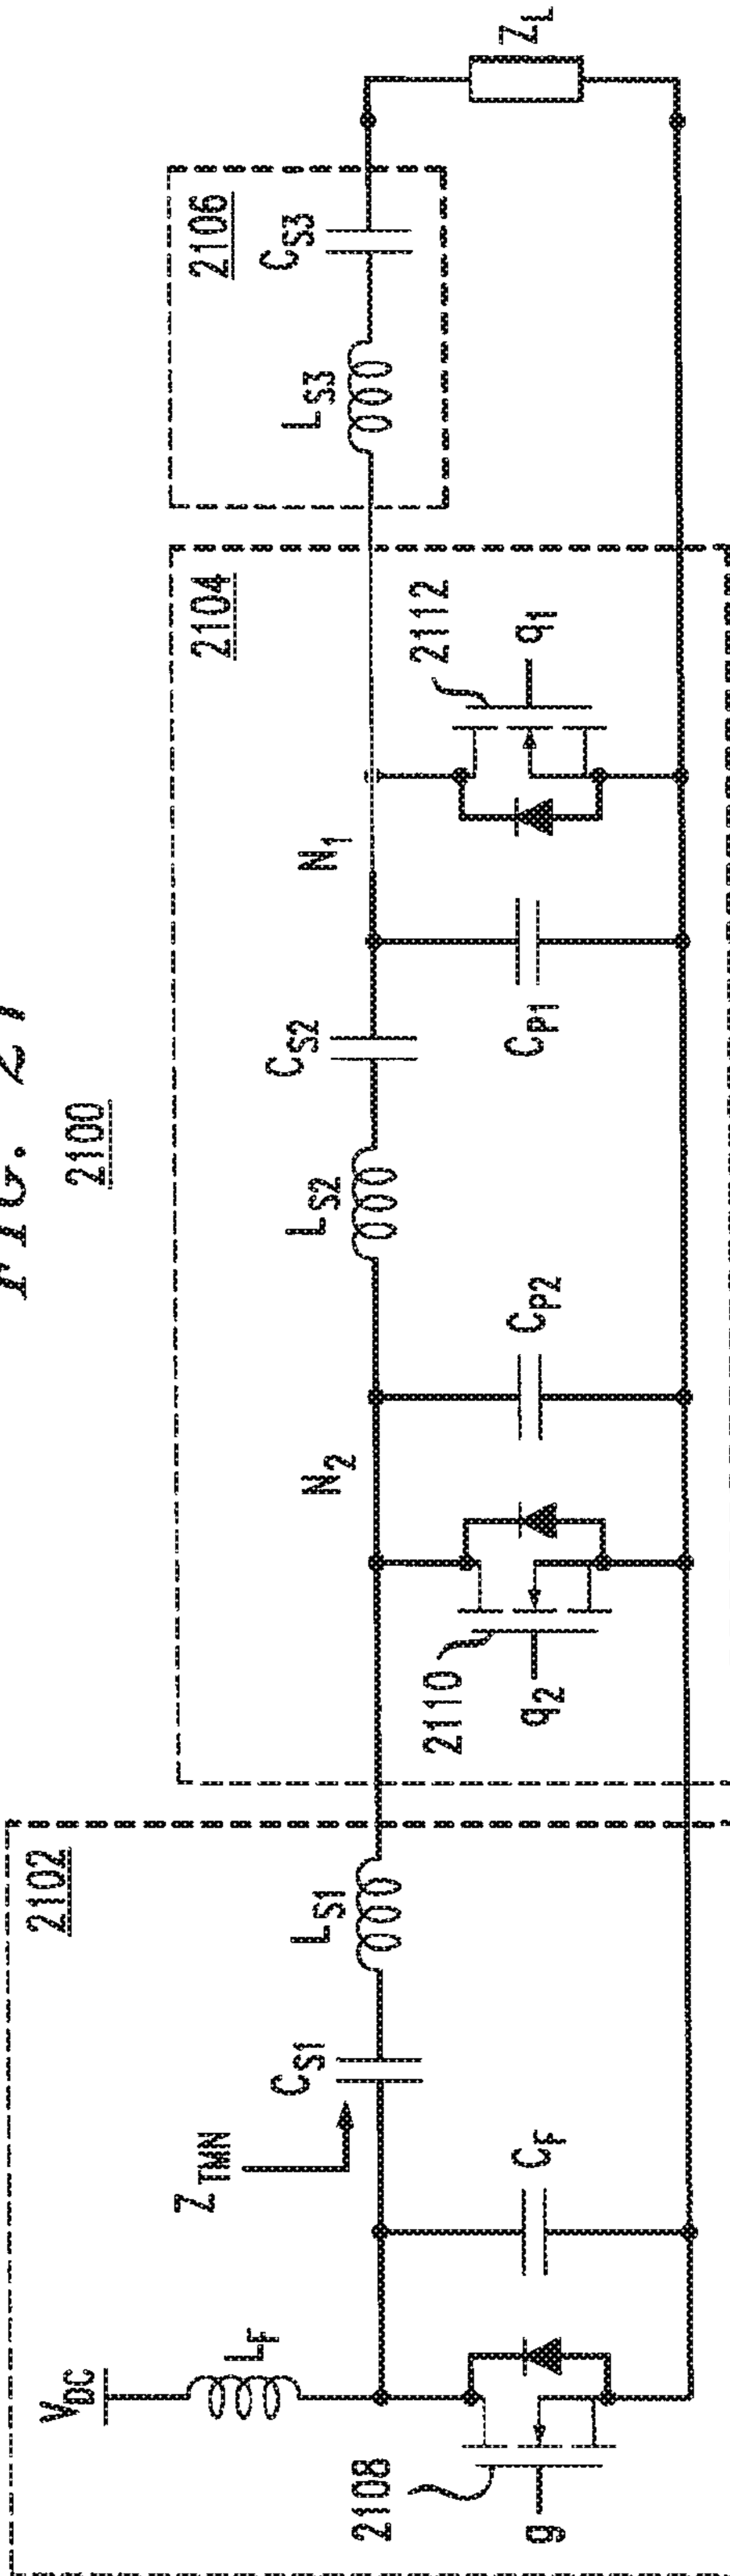 FIG. 21
2100
2102
V_DC
L_F
2108
g
C_F
Z_TMN
C_S1
L_S1
2104
2110
q_2
N_2
C_P2
L_S2
C_S2
C_P1
N_1
2112
q_1
2106
L_S3
C_S3
Z_L